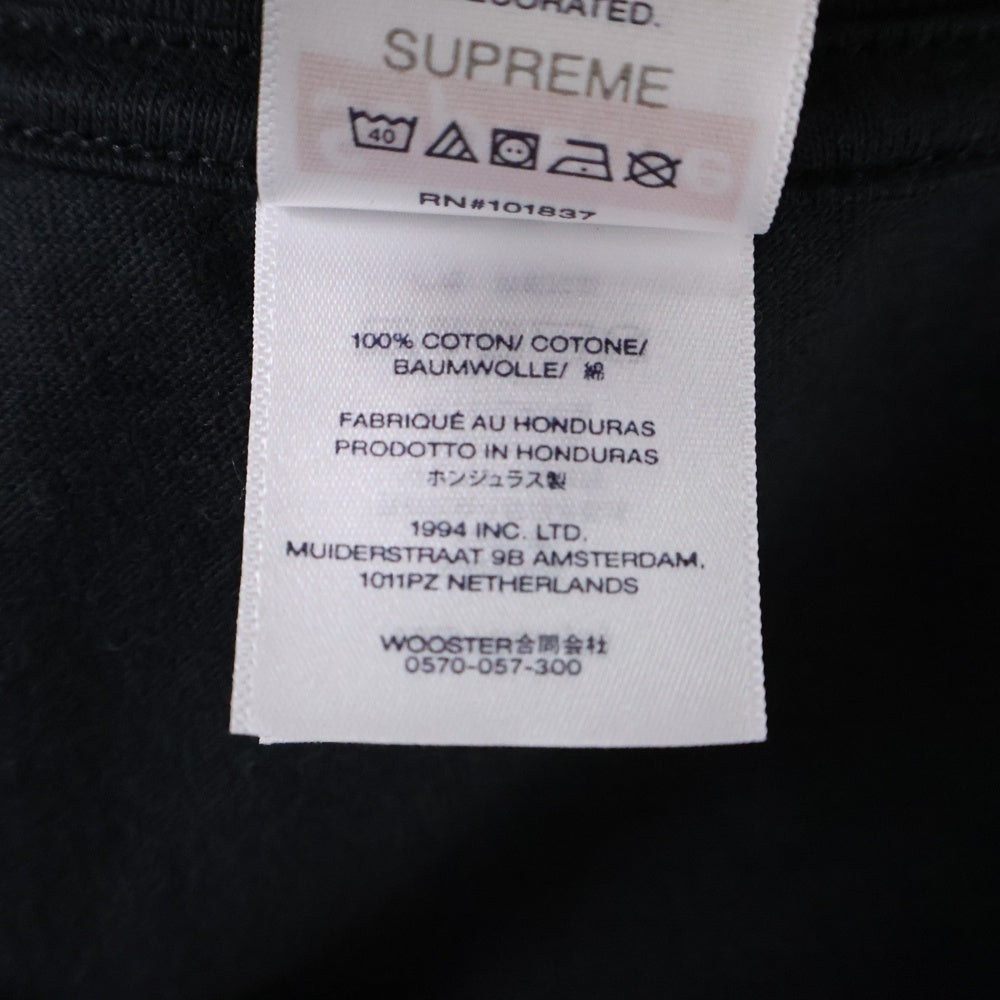 DECORATED.
SUPREME
40
RN#101837
100% COTON/ COTONE/
BAUMWOLLE/ 綿
FABRIQUÉ AU HONDURAS
PRODOTTO IN HONDURAS
ホンジュラス製
1994 INC. LTD.
MUIDERSTRAAT 9B AMSTERDAM.
1011PZ NETHERLANDS
WOOSTER合同会社
0570-057-300